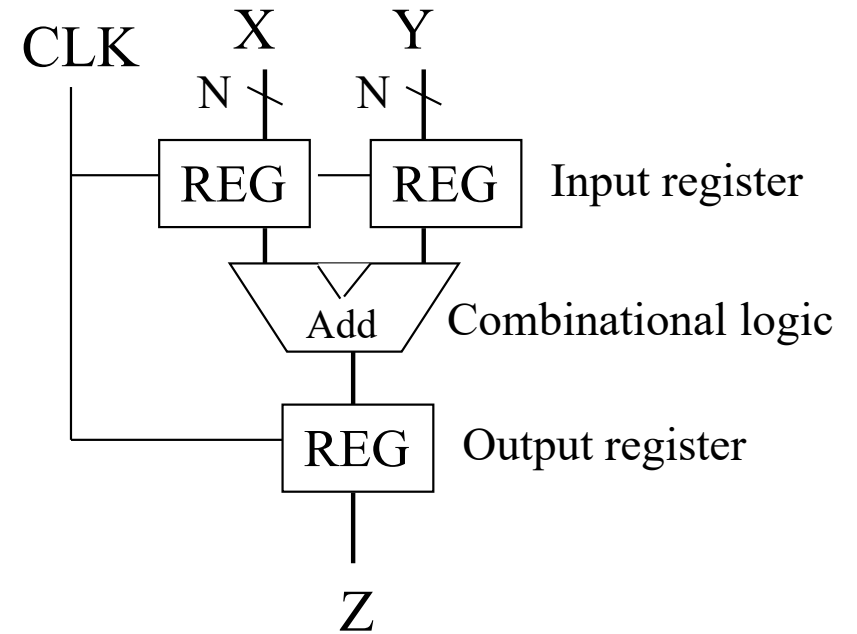 CLK
X
Y
N
N
REG
REG
Input register
Add
Combinational logic
REG
Output register
Z